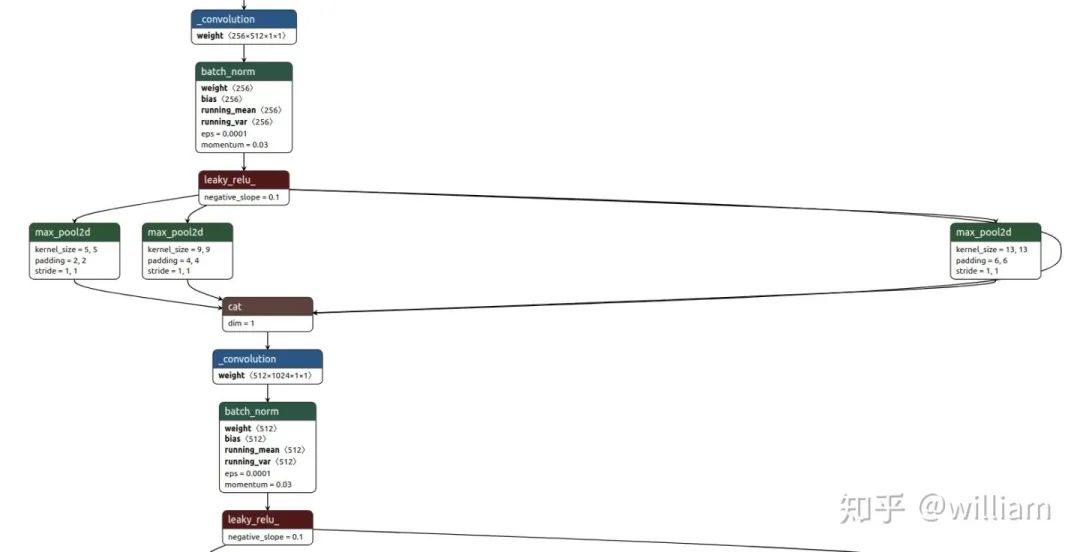 _convolution
weight 〈256×512×1×1〉
batch_norm
weight 〈256〉
bias 〈256〉
running_mean 〈256〉
running_var 〈256〉
eps = 0.0001
momentum = 0.03
leaky_relu_
negative_slope = 0.1
max_pool2d
kernel_size = 5, 5
padding = 2, 2
stride = 1, 1
max_pool2d
kernel_size = 9, 9
padding = 4, 4
stride = 1, 1
max_pool2d
kernel_size = 13, 13
padding = 6, 6
stride = 1, 1
cat
dim = 1
_convolution
weight 〈512×1024×1×1〉
batch_norm
weight 〈512〉
bias 〈512〉
running_mean 〈512〉
running_var 〈512〉
eps = 0.0001
momentum = 0.03
leaky_relu_
negative_slope = 0.1
知乎 @william